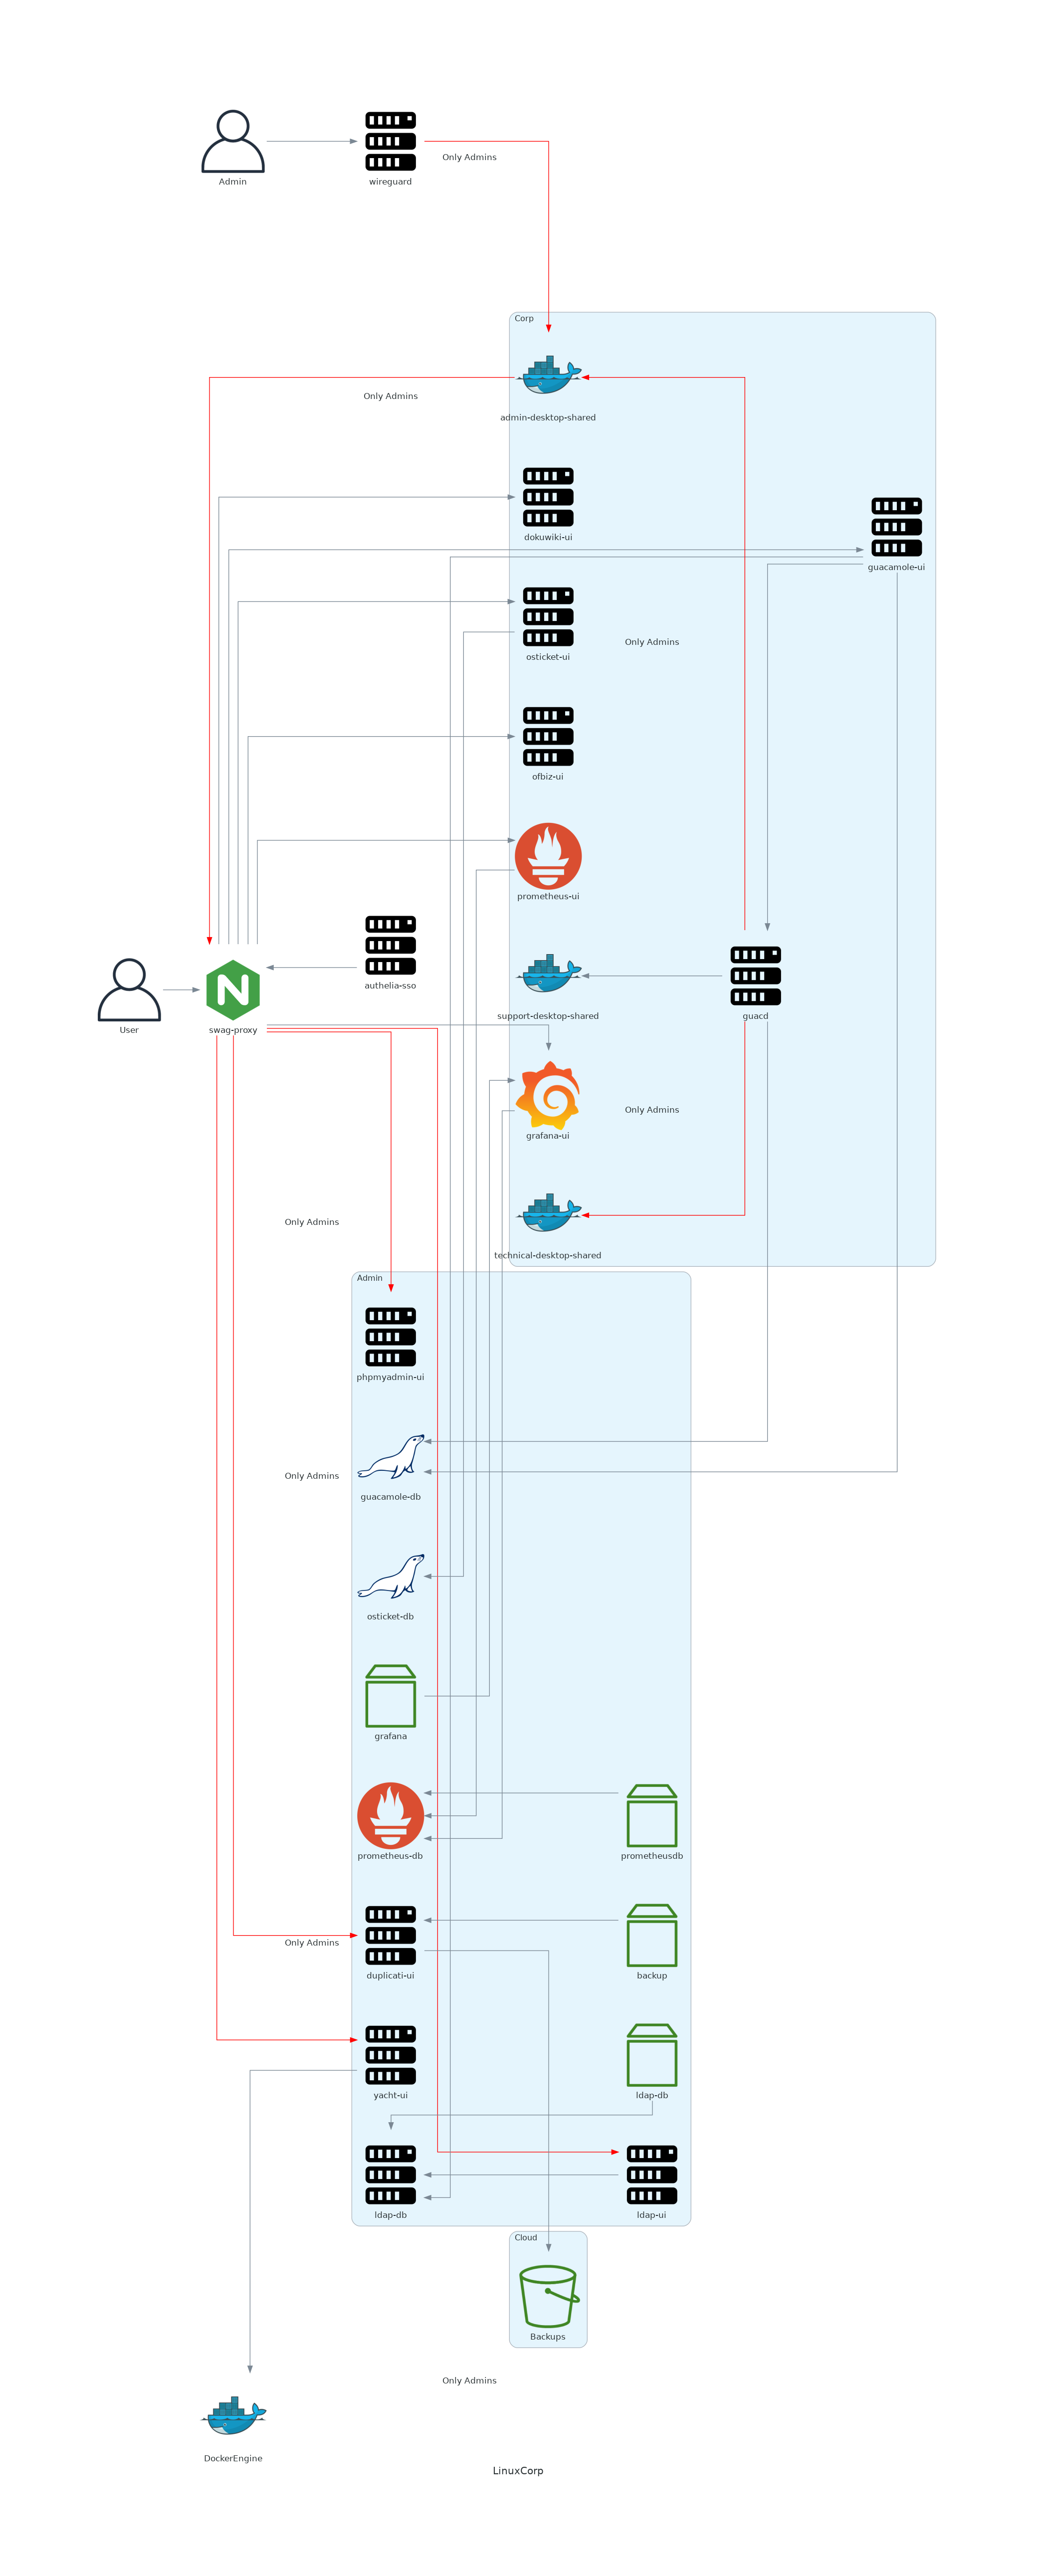 Admin
wireguard
Only Admins
Corp
Only Admins
admin-desktop-shared
dokuwiki-ui
guacamole-ui
Only Admins
osticket-ui
ofbiz-ui
prometheus-ui
authelia-sso
support-desktop-shared
guacd
User
swag-proxy
Only Admins
grafana-ui
Only Admins
technical-desktop-shared
Admin
phpmyadmin-ui
Only Admins
guacamole-db
osticket-db
grafana
prometheus-db
prometheusdb
Only Admins
duplicati-ui
backup
yacht-ui
ldap-db
ldap-db
ldap-ui
Cloud
Backups
Only Admins
DockerEngine
LinuxCorp